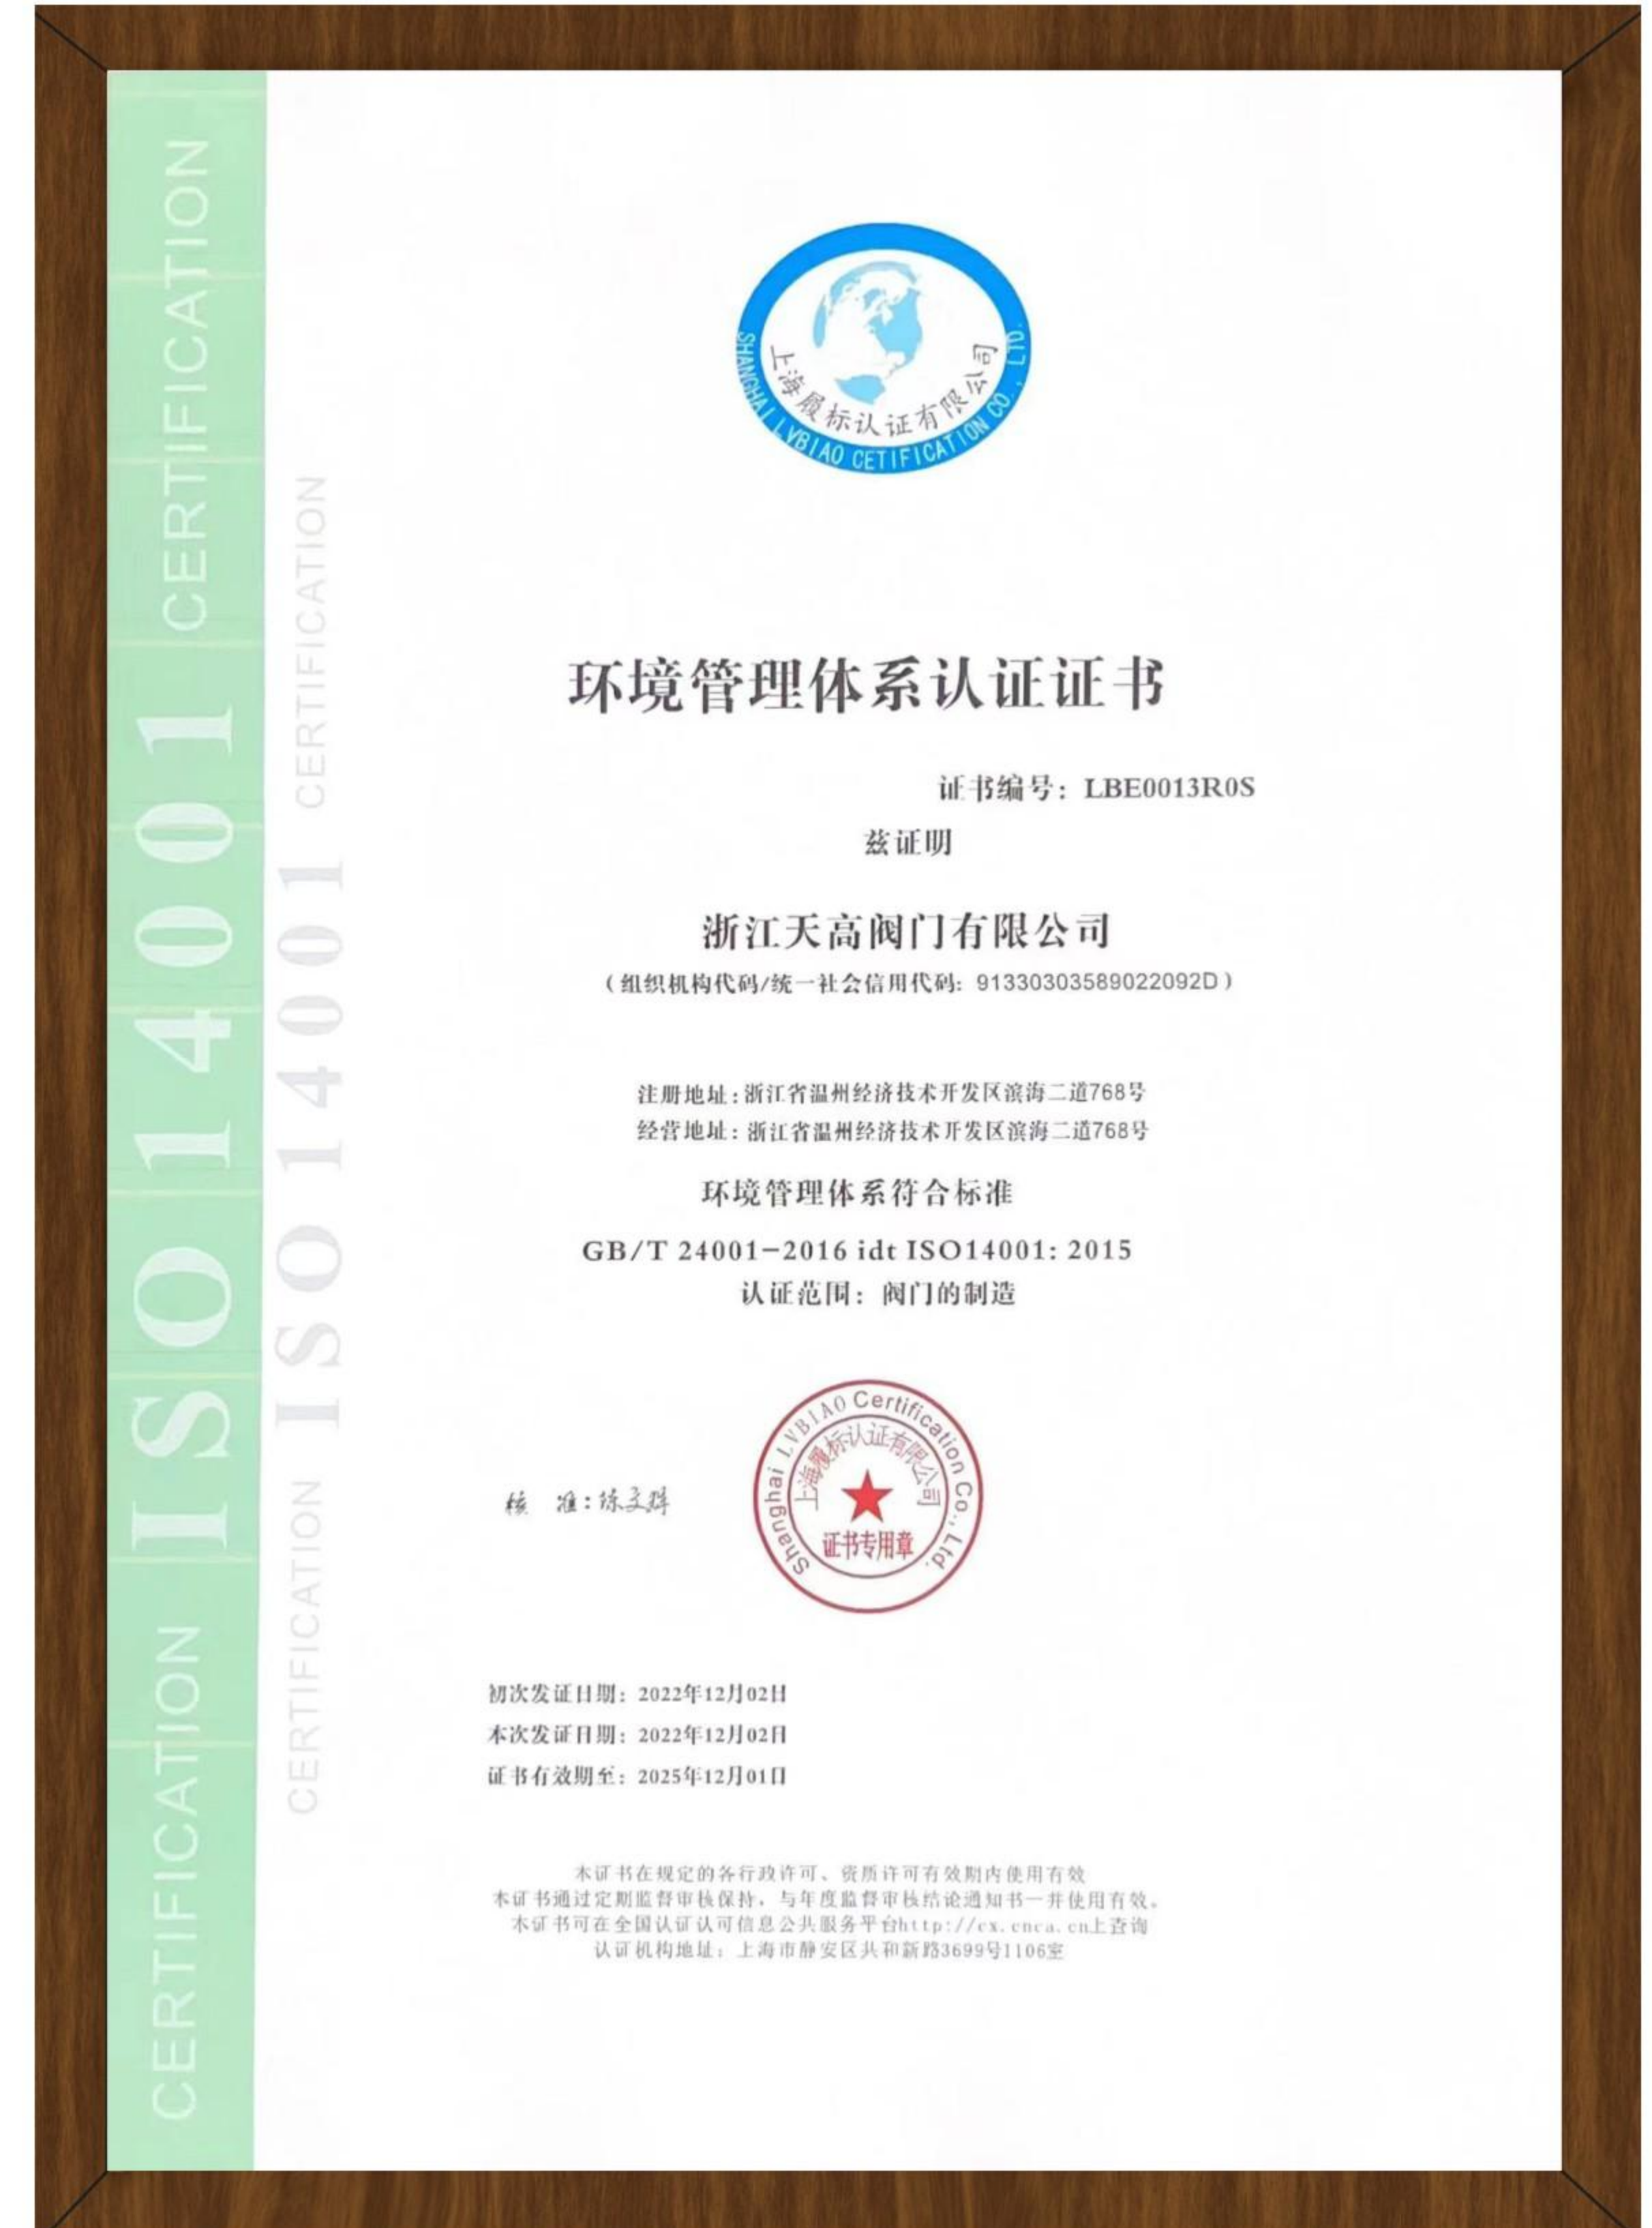 ISO 14001 CERTIFICATION
CERTIFICATION
ISO 14001 CERTIFICATION
CERTIFICATION
上海履标认证有限公司
SHANGHAI LVBIAO CETIFICATION CO., LTD.
环境管理体系认证证书
证书编号：LBE0013R0S
兹证明
浙江天高阀门有限公司
（组织机构代码/统一社会信用代码：91330303589022092D）
注册地址：浙江省温州经济技术开发区滨海二道768号
经营地址：浙江省温州经济技术开发区滨海二道768号
环境管理体系符合标准
GB/T 24001-2016 idt ISO14001: 2015
认证范围：阀门的制造
Shanghai LVBIAO Certification Co., Ltd.
上海履标认证有限公司
证书专用章
核 准：陈文辉
初次发证日期：2022年12月02日
本次发证日期：2022年12月02日
证书有效期至：2025年12月01日
本证书在规定的各行政许可、资质许可有效期内使用有效
本证书通过定期监督审核保持，与年度监督审核结论通知书一并使用有效。
本证书可在全国认证认可信息公共服务平台http://cx.cnca.cn上查询
认证机构地址：上海市静安区共和新路3699号1106室